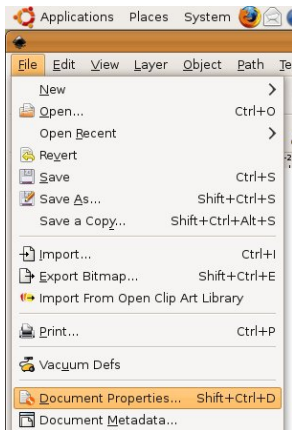 Applications Places System
File Edit View Layer Object Path Te
New
Open... Ctrl+O
Open Recent
Revert
Save Ctrl+S
Save As... Shift+Ctrl+S
Save a Copy... Shift+Ctrl+Alt+S
Import... Ctrl+I
Export Bitmap... Shift+Ctrl+E
Import From Open Clip Art Library
Print... Ctrl+P
Vacuum Defs
Document Properties... Shift+Ctrl+D
Document Metadata...